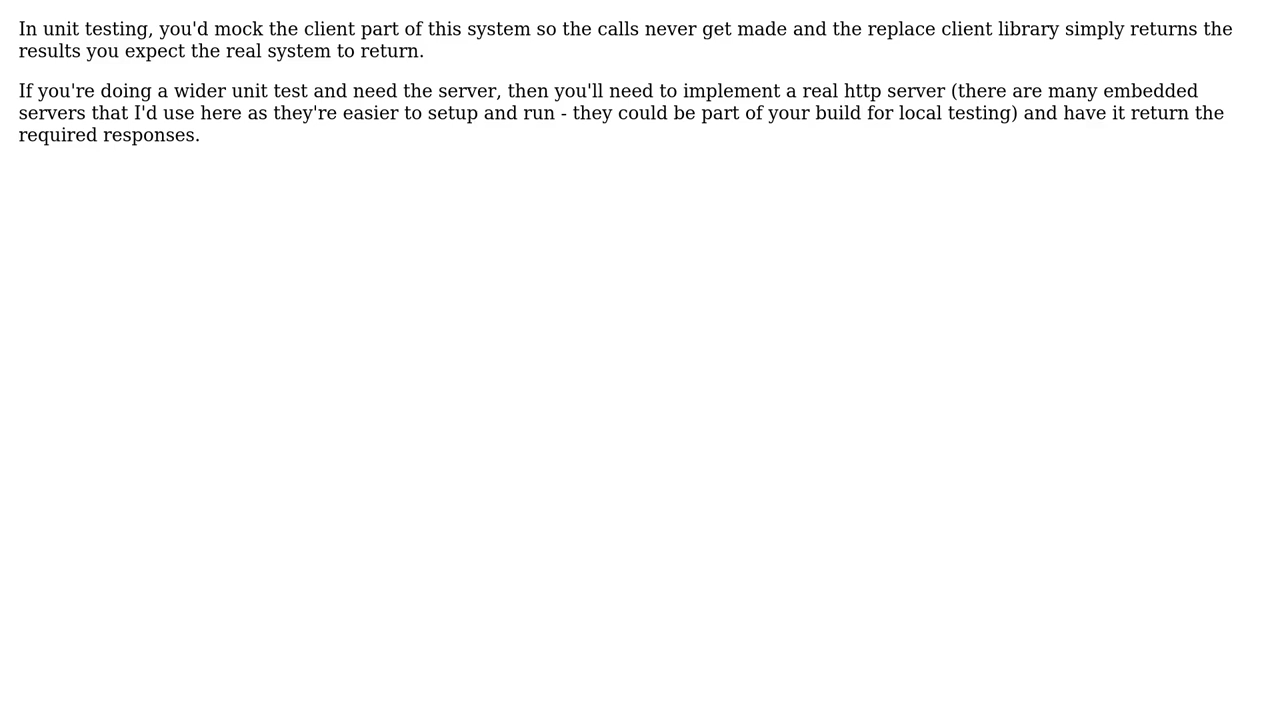 In unit testing, you'd mock the client part of this system so the calls never get made and the replace client library simply returns the
results you expect the real system to return.
If you're doing a wider unit test and need the server, then you'll need to implement a real http server (there are many embedded
servers that I'd use here as they're easier to setup and run - they could be part of your build for local testing) and have it return the
required responses.